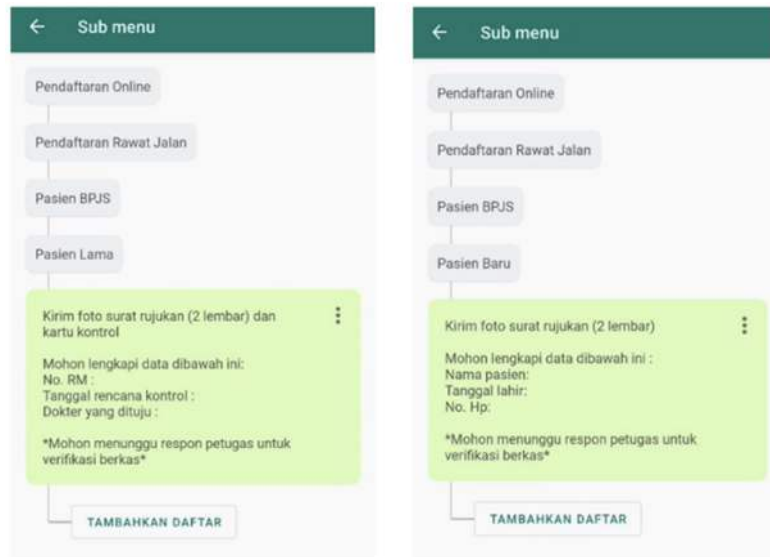 Sub menu
Pendaftaran Online
Pendaftaran Rawat Jalan
Pasien BPJS
Pasien Lama
Kirim foto surat rujukan (2 lembar) dan
kartu kontrol
Mohon lengkapi data dibawah ini:
No. RM :
Tanggal rencana kontrol :
Dokter yang dituju :
*Mohon menunggu respon petugas untuk
verifikasi berkas*
TAMBAHKAN DAFTAR
Sub menu
Pendaftaran Online
Pendaftaran Rawat Jalan
Pasien BPJS
Pasien Baru
Kirim foto surat rujukan (2 lembar)
Mohon lengkapi data dibawah ini :
Nama pasien:
Tanggal lahir:
No. Hp:
*Mohon menunggu respon petugas untuk
verifikasi berkas*
TAMBAHKAN DAFTAR